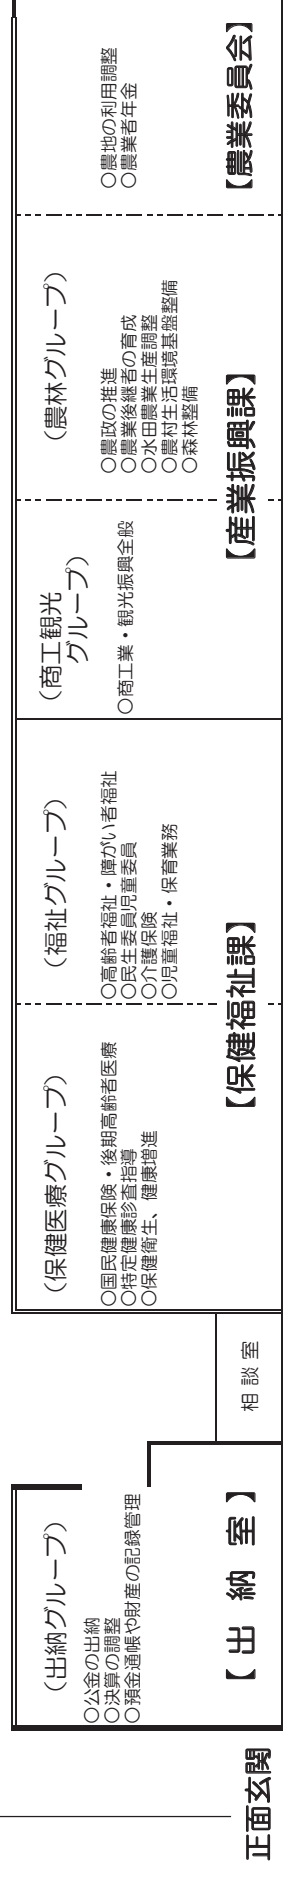 正面玄関
【 出 納 室 】
(出納グループ)
○公金の出納
○決算の調整
○預金通帳や財産の記録管理
相 談 室
【保健福祉課】
(保健医療グループ)
○国民健康保険・後期高齢者医療
○特定健康診査指導
○保健衛生、健康増進
(福祉グループ)
○高齢者福祉・障がい者福祉
○民生委員児童委員
○介護保険
○児童福祉・保育業務
【産業振興課】
(商工観光
グループ)
○商工業・観光振興全般
(農林グループ)
○農政の推進
○農業後継者の育成
○水田農業生産調整
○農村生活環境基盤整備
○森林整備
【農業委員会】
○農地の利用調整
○農業者年金